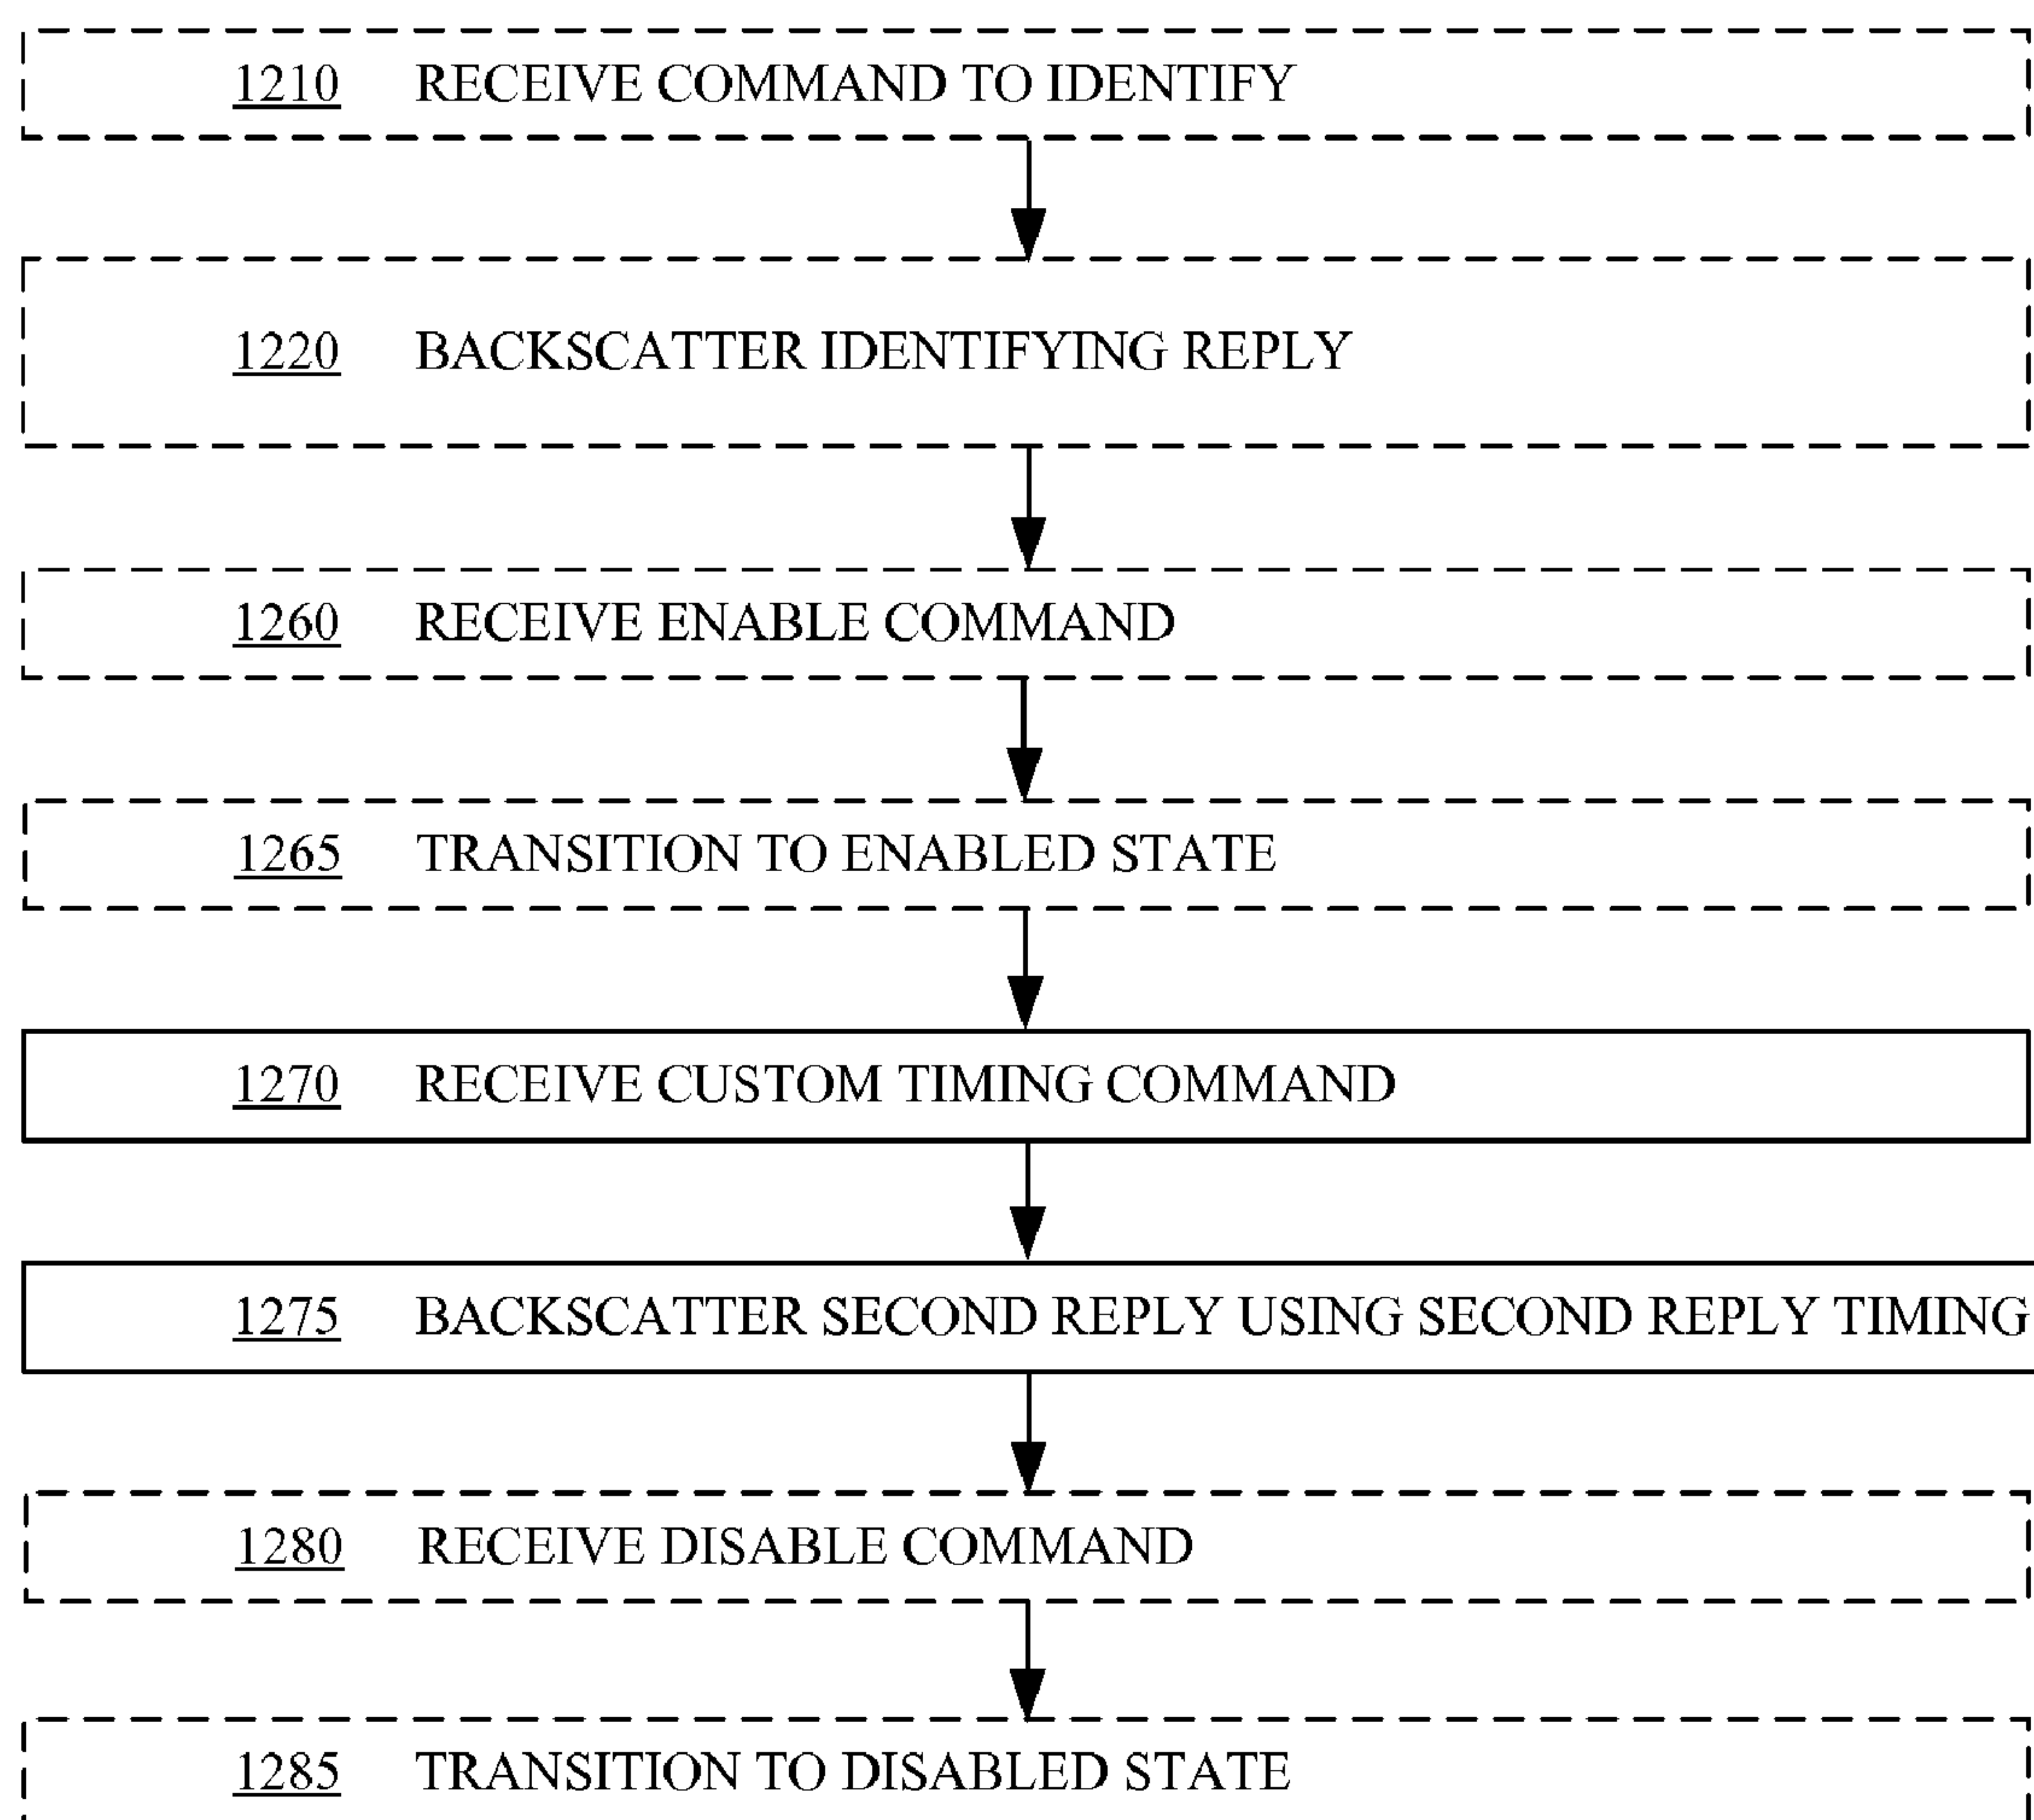 1210 RECEIVE COMMAND TO IDENTIFY
1220 BACKSCATTER IDENTIFYING REPLY
1260 RECEIVE ENABLE COMMAND
1265 TRANSITION TO ENABLED STATE
1270 RECEIVE CUSTOM TIMING COMMAND
1275 BACKSCATTER SECOND REPLY USING SECOND REPLY TIMING
1280 RECEIVE DISABLE COMMAND
1285 TRANSITION TO DISABLED STATE